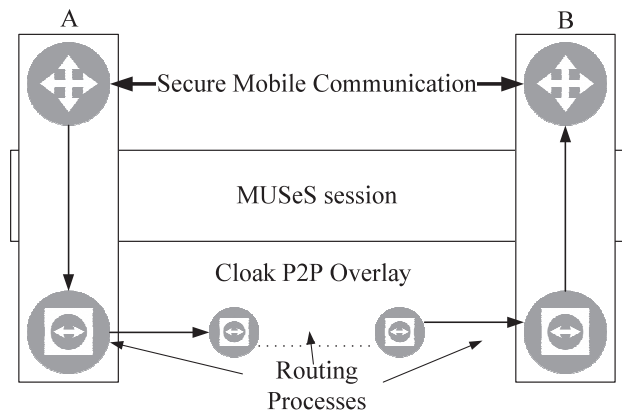 A
B
Secure Mobile Communication
MUSeS session
Cloak P2P Overlay
Routing
Processes